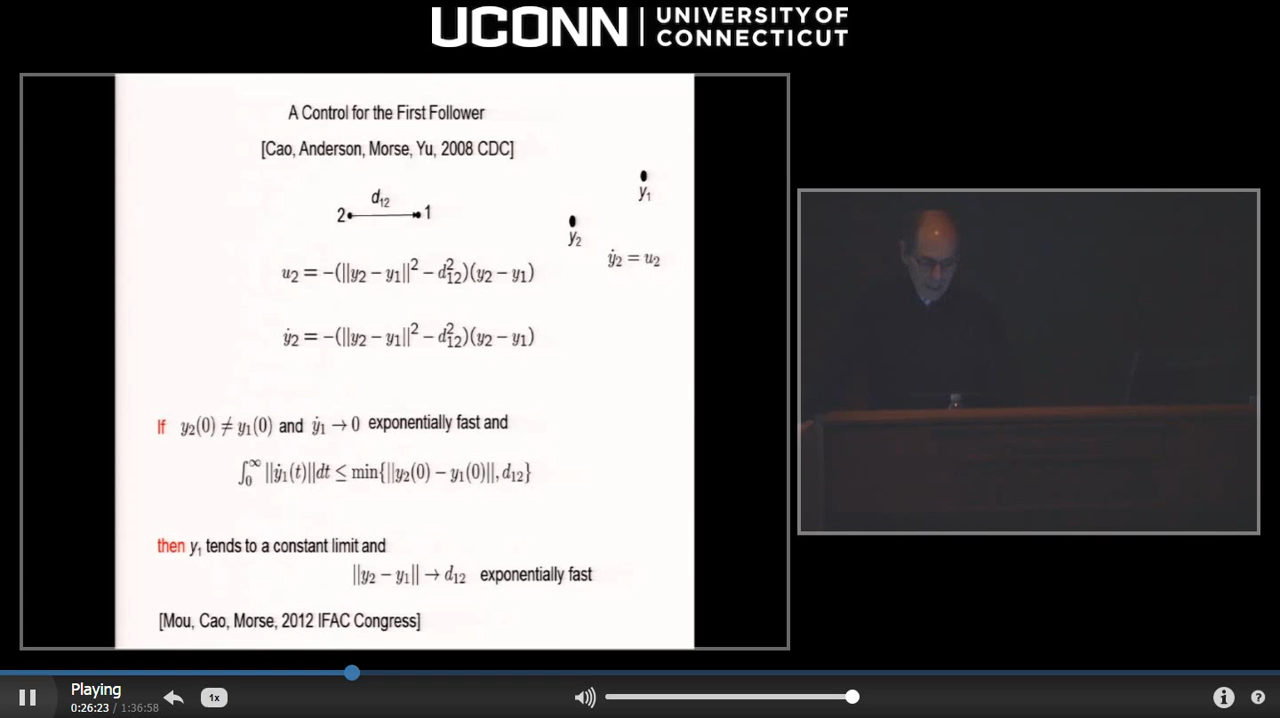 UCONN | UNIVERSITY OF CONNECTICUT
A Control for the First Follower
[Cao, Anderson, Morse, Yu, 2008 CDC]
d₁₂
2 1
y₁
y₂
ẏ₂ = u₂
u₂ = −(||y₂ − y₁||² − d²₁₂)(y₂ − y₁)
ẏ₂ = −(||y₂ − y₁||² − d²₁₂)(y₂ − y₁)
If y₂(0) ≠ y₁(0) and ẏ₁ → 0 exponentially fast and
∫₀^∞ ||ẏ₁(t)||dt ≤ min{||y₂(0) − y₁(0)||, d₁₂}
then y₁ tends to a constant limit and
||y₂ − y₁|| → d₁₂ exponentially fast
[Mou, Cao, Morse, 2012 IFAC Congress]
Playing
0:26:23 / 1:36:58
1x